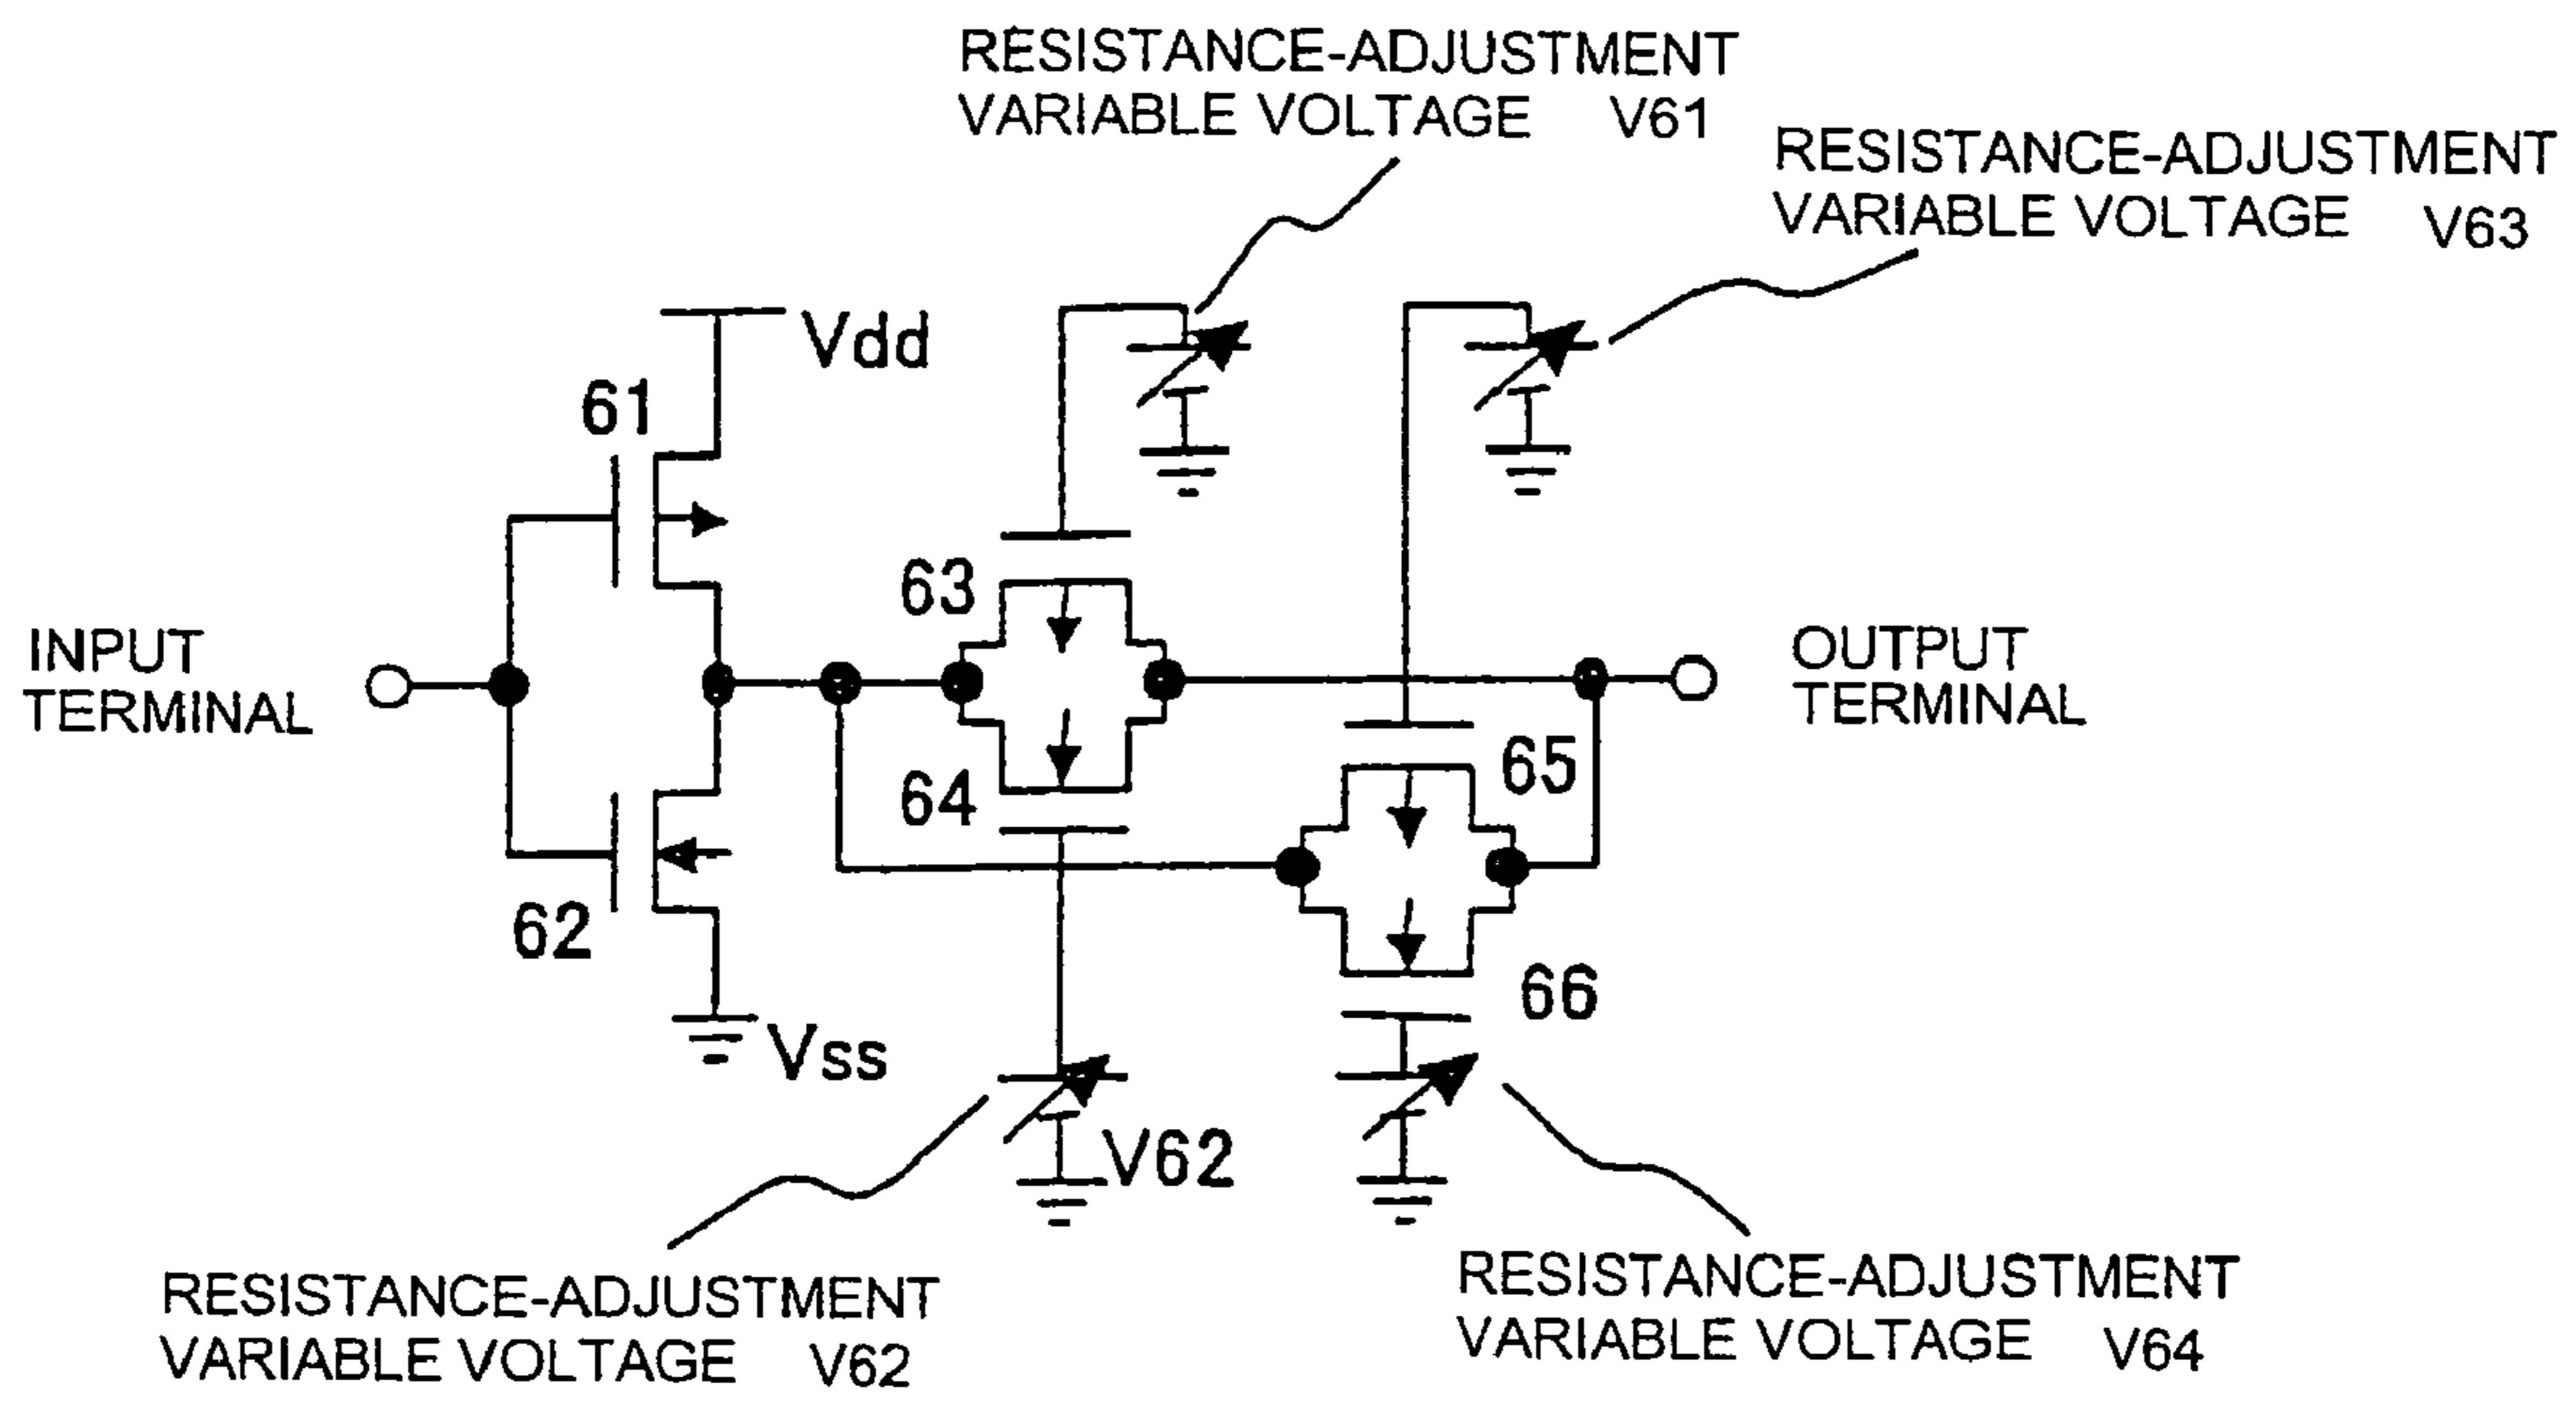 RESISTANCE-ADJUSTMENT
VARIABLE VOLTAGE V61
RESISTANCE-ADJUSTMENT
VARIABLE VOLTAGE V63
Vdd
61
63
INPUT
TERMINAL
OUTPUT
TERMINAL
65
64
62
66
Vss
V62
RESISTANCE-ADJUSTMENT
VARIABLE VOLTAGE V62
RESISTANCE-ADJUSTMENT
VARIABLE VOLTAGE V64